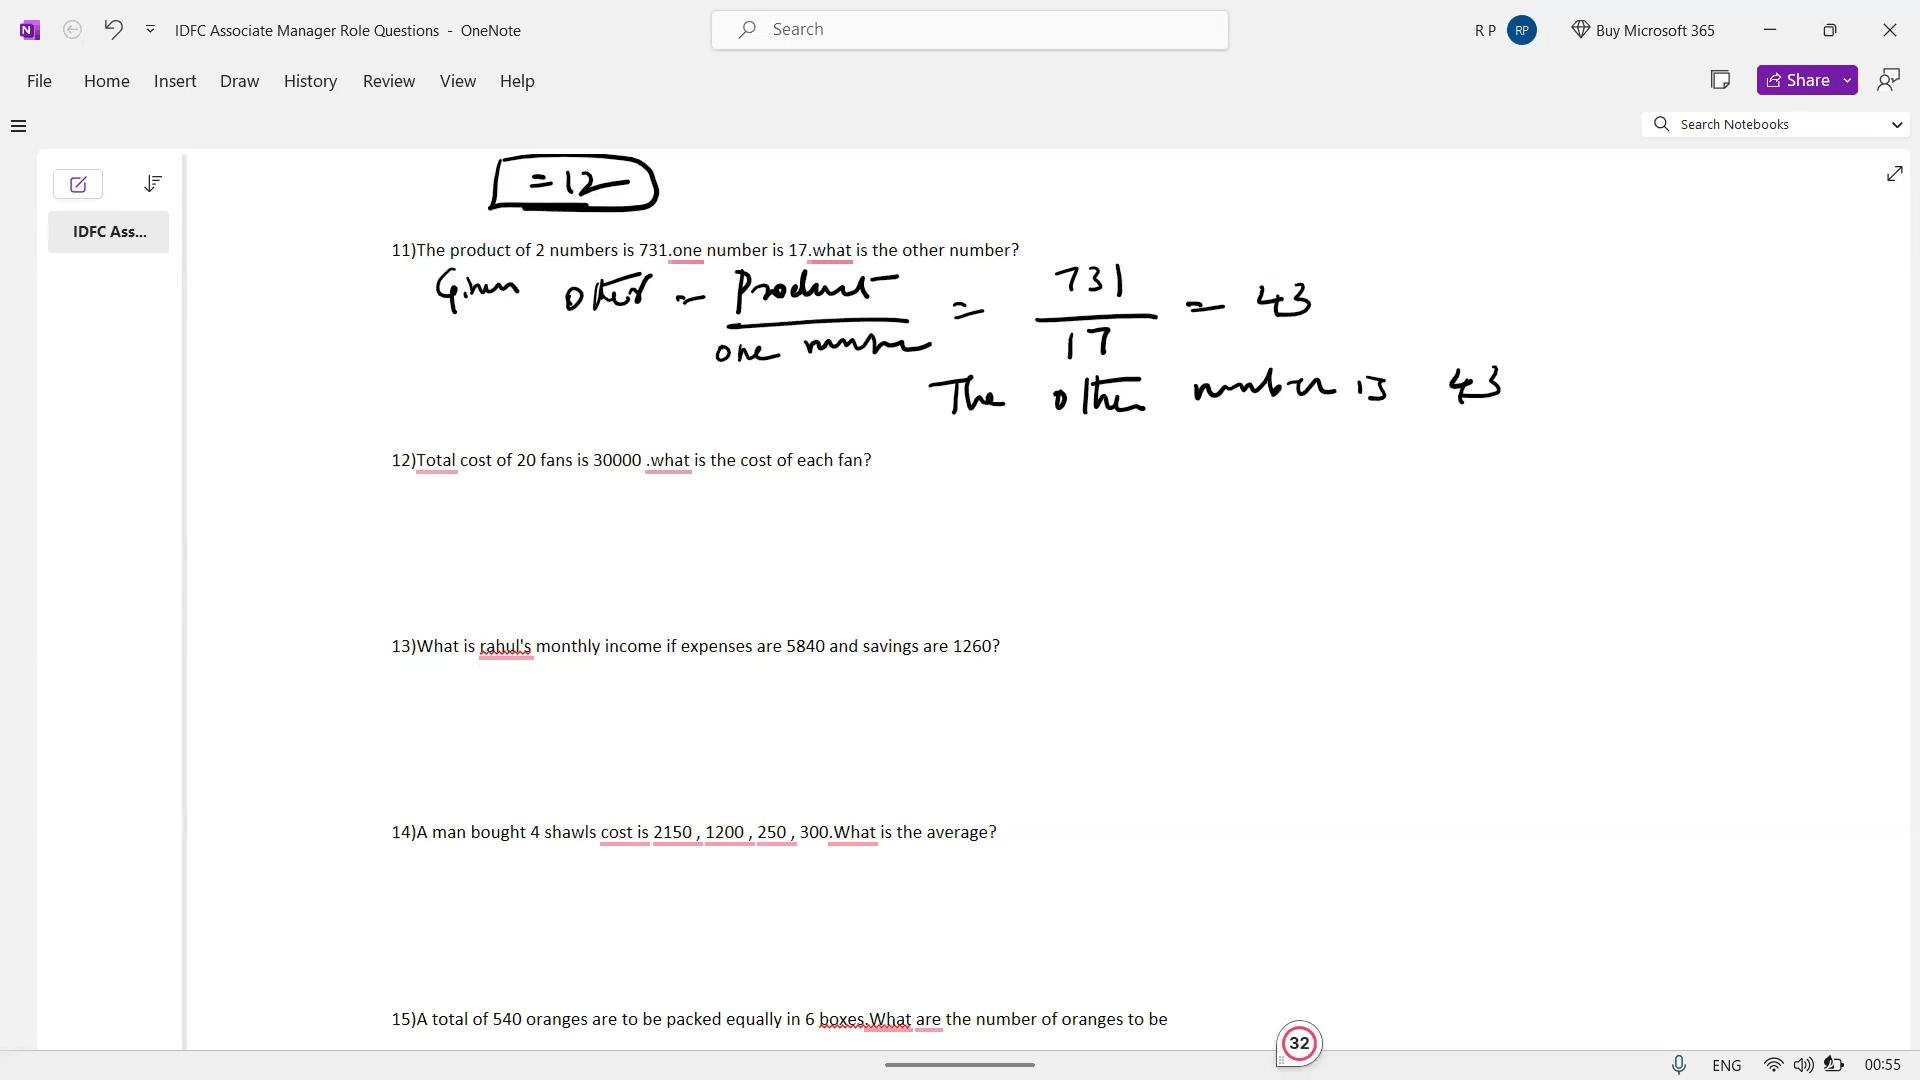 IDFC Associate Manager Role Questions - OneNote
Search
R P
RP
Buy Microsoft 365
File Home Insert Draw History Review View Help
Share
Search Notebooks
IDFC Ass...
= 12
11)The product of 2 numbers is 731.one number is 17.what is the other number?
Given other = Product / one number = 731 / 17 = 43
The other number is 43
12)Total cost of 20 fans is 30000 .what is the cost of each fan?
13)What is rahul's monthly income if expenses are 5840 and savings are 1260?
14)A man bought 4 shawls cost is 2150 , 1200 , 250 , 300.What is the average?
15)A total of 540 oranges are to be packed equally in 6 boxes.What are the number of oranges to be
32
ENG
00:55